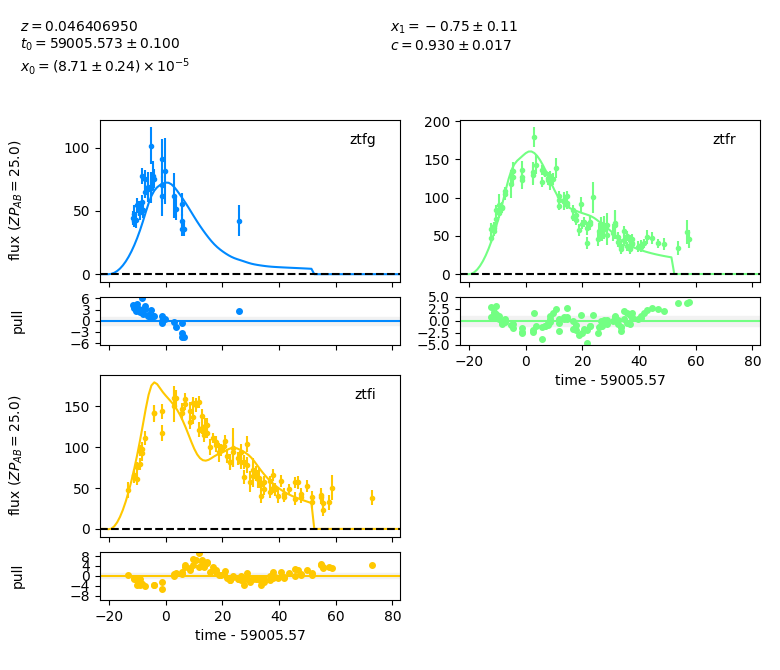 z = 0.046406950
t₀ = 59005.573 ± 0.100
x₀ = (8.71 ± 0.24) × 10⁻⁵
x₁ = −0.75 ± 0.11
c = 0.930 ± 0.017
ztfg
flux (ZP_AB = 25.0)
100
50
0
pull
6
3
0
−3
−6
ztfr
200
150
100
50
0
5.0
2.5
0.0
−2.5
−5.0
−20 0 20 40 60 80
time - 59005.57
ztfi
flux (ZP_AB = 25.0)
150
100
50
0
pull
8
4
0
−4
−8
−20 0 20 40 60 80
time - 59005.57